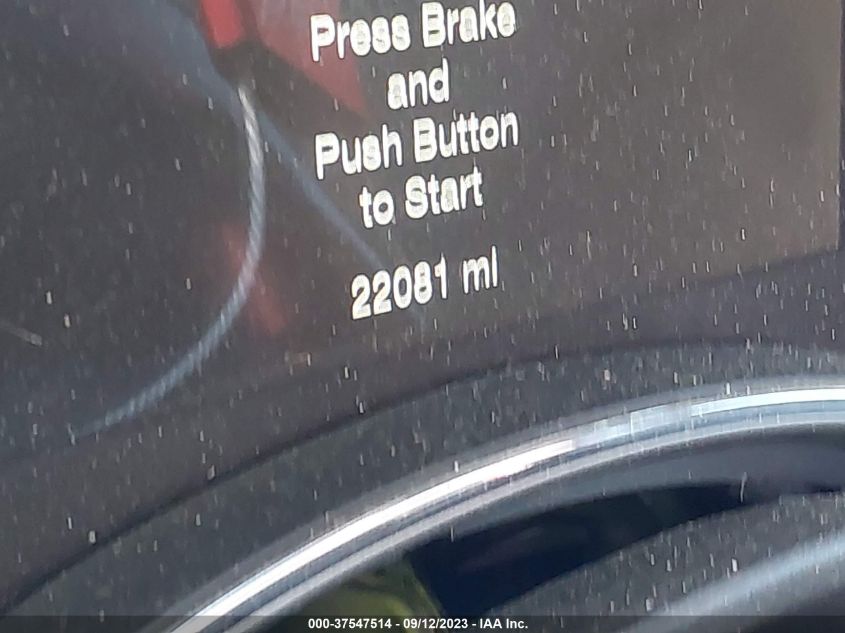 Press Brake
and
Push Button
to Start
22081 mi
000-37547514 - 09/12/2023 - IAA Inc.